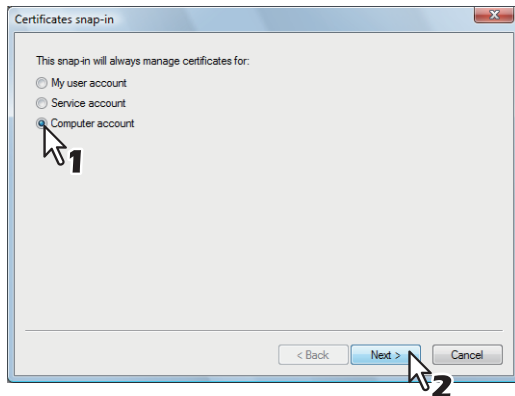 Certificates snap-in
This snap-in will always manage certificates for:
My user account
Service account
Computer account
1
< Back Next > Cancel
2